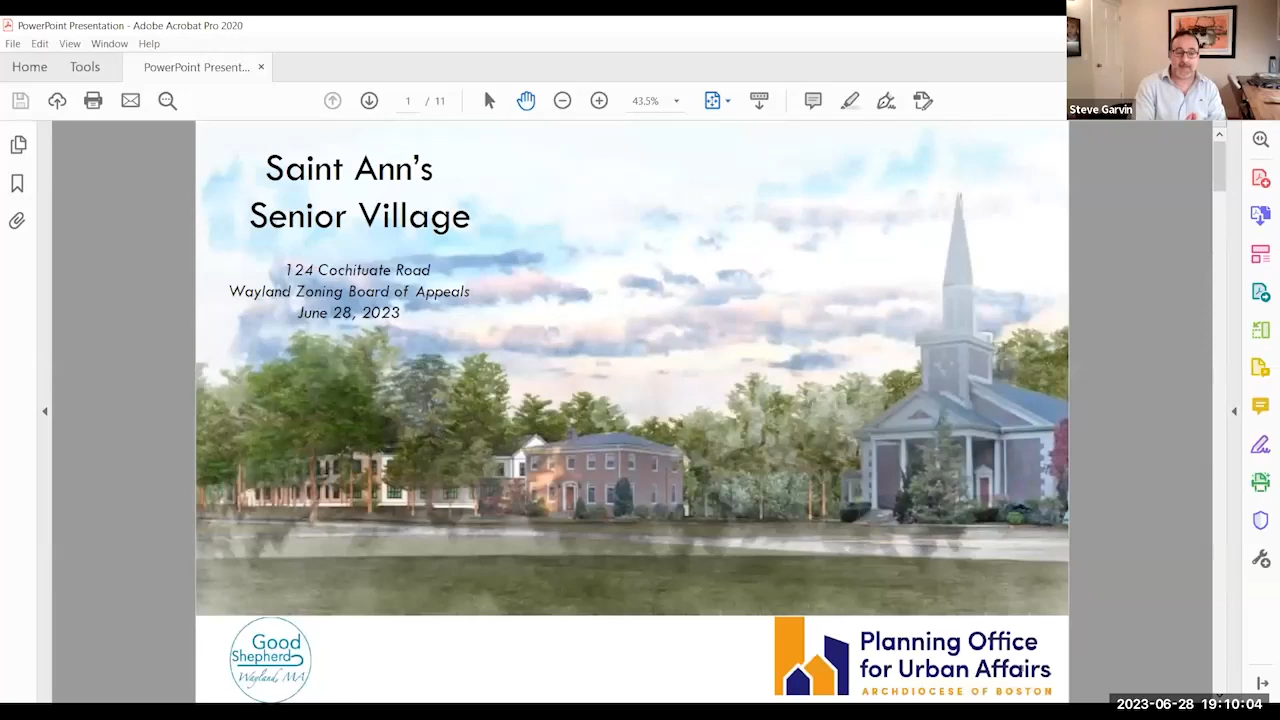 PowerPoint Presentation - Adobe Acrobat Pro 2020
File Edit View Window Help
Home Tools PowerPoint Present... ×
1 / 11 43.5%
Steve Garvin
Saint Ann’s
Senior Village
124 Cochituate Road
Wayland Zoning Board of Appeals
June 28, 2023
Good
Shepherd
Wayland, MA
Planning Office
for Urban Affairs
ARCHDIOCESE OF BOSTON
2023-06-28 19:10:04